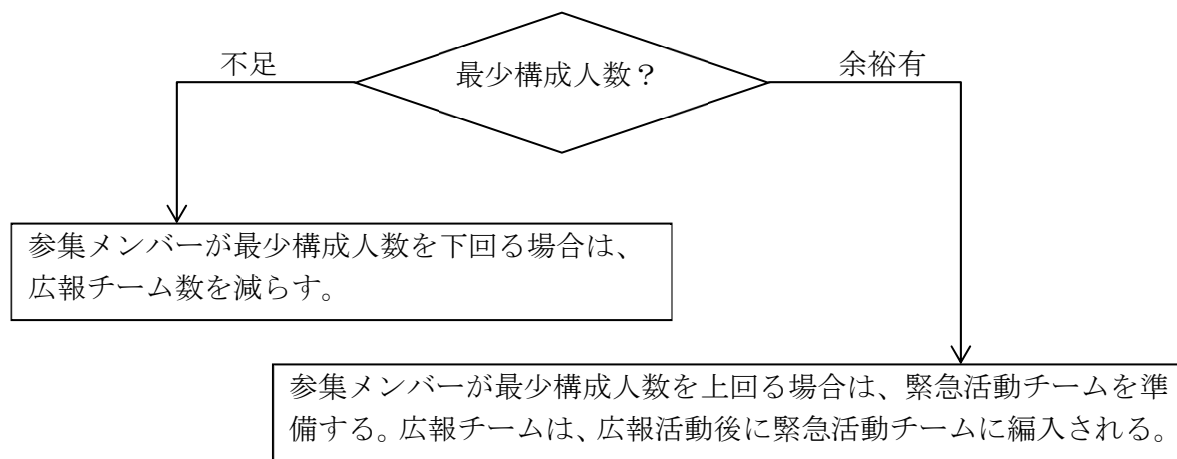 最少構成人数？
不足
余裕有
参集メンバーが最少構成人数を下回る場合は、
広報チーム数を減らす。
参集メンバーが最少構成人数を上回る場合は、緊急活動チームを準
備する。広報チームは、広報活動後に緊急活動チームに編入される。